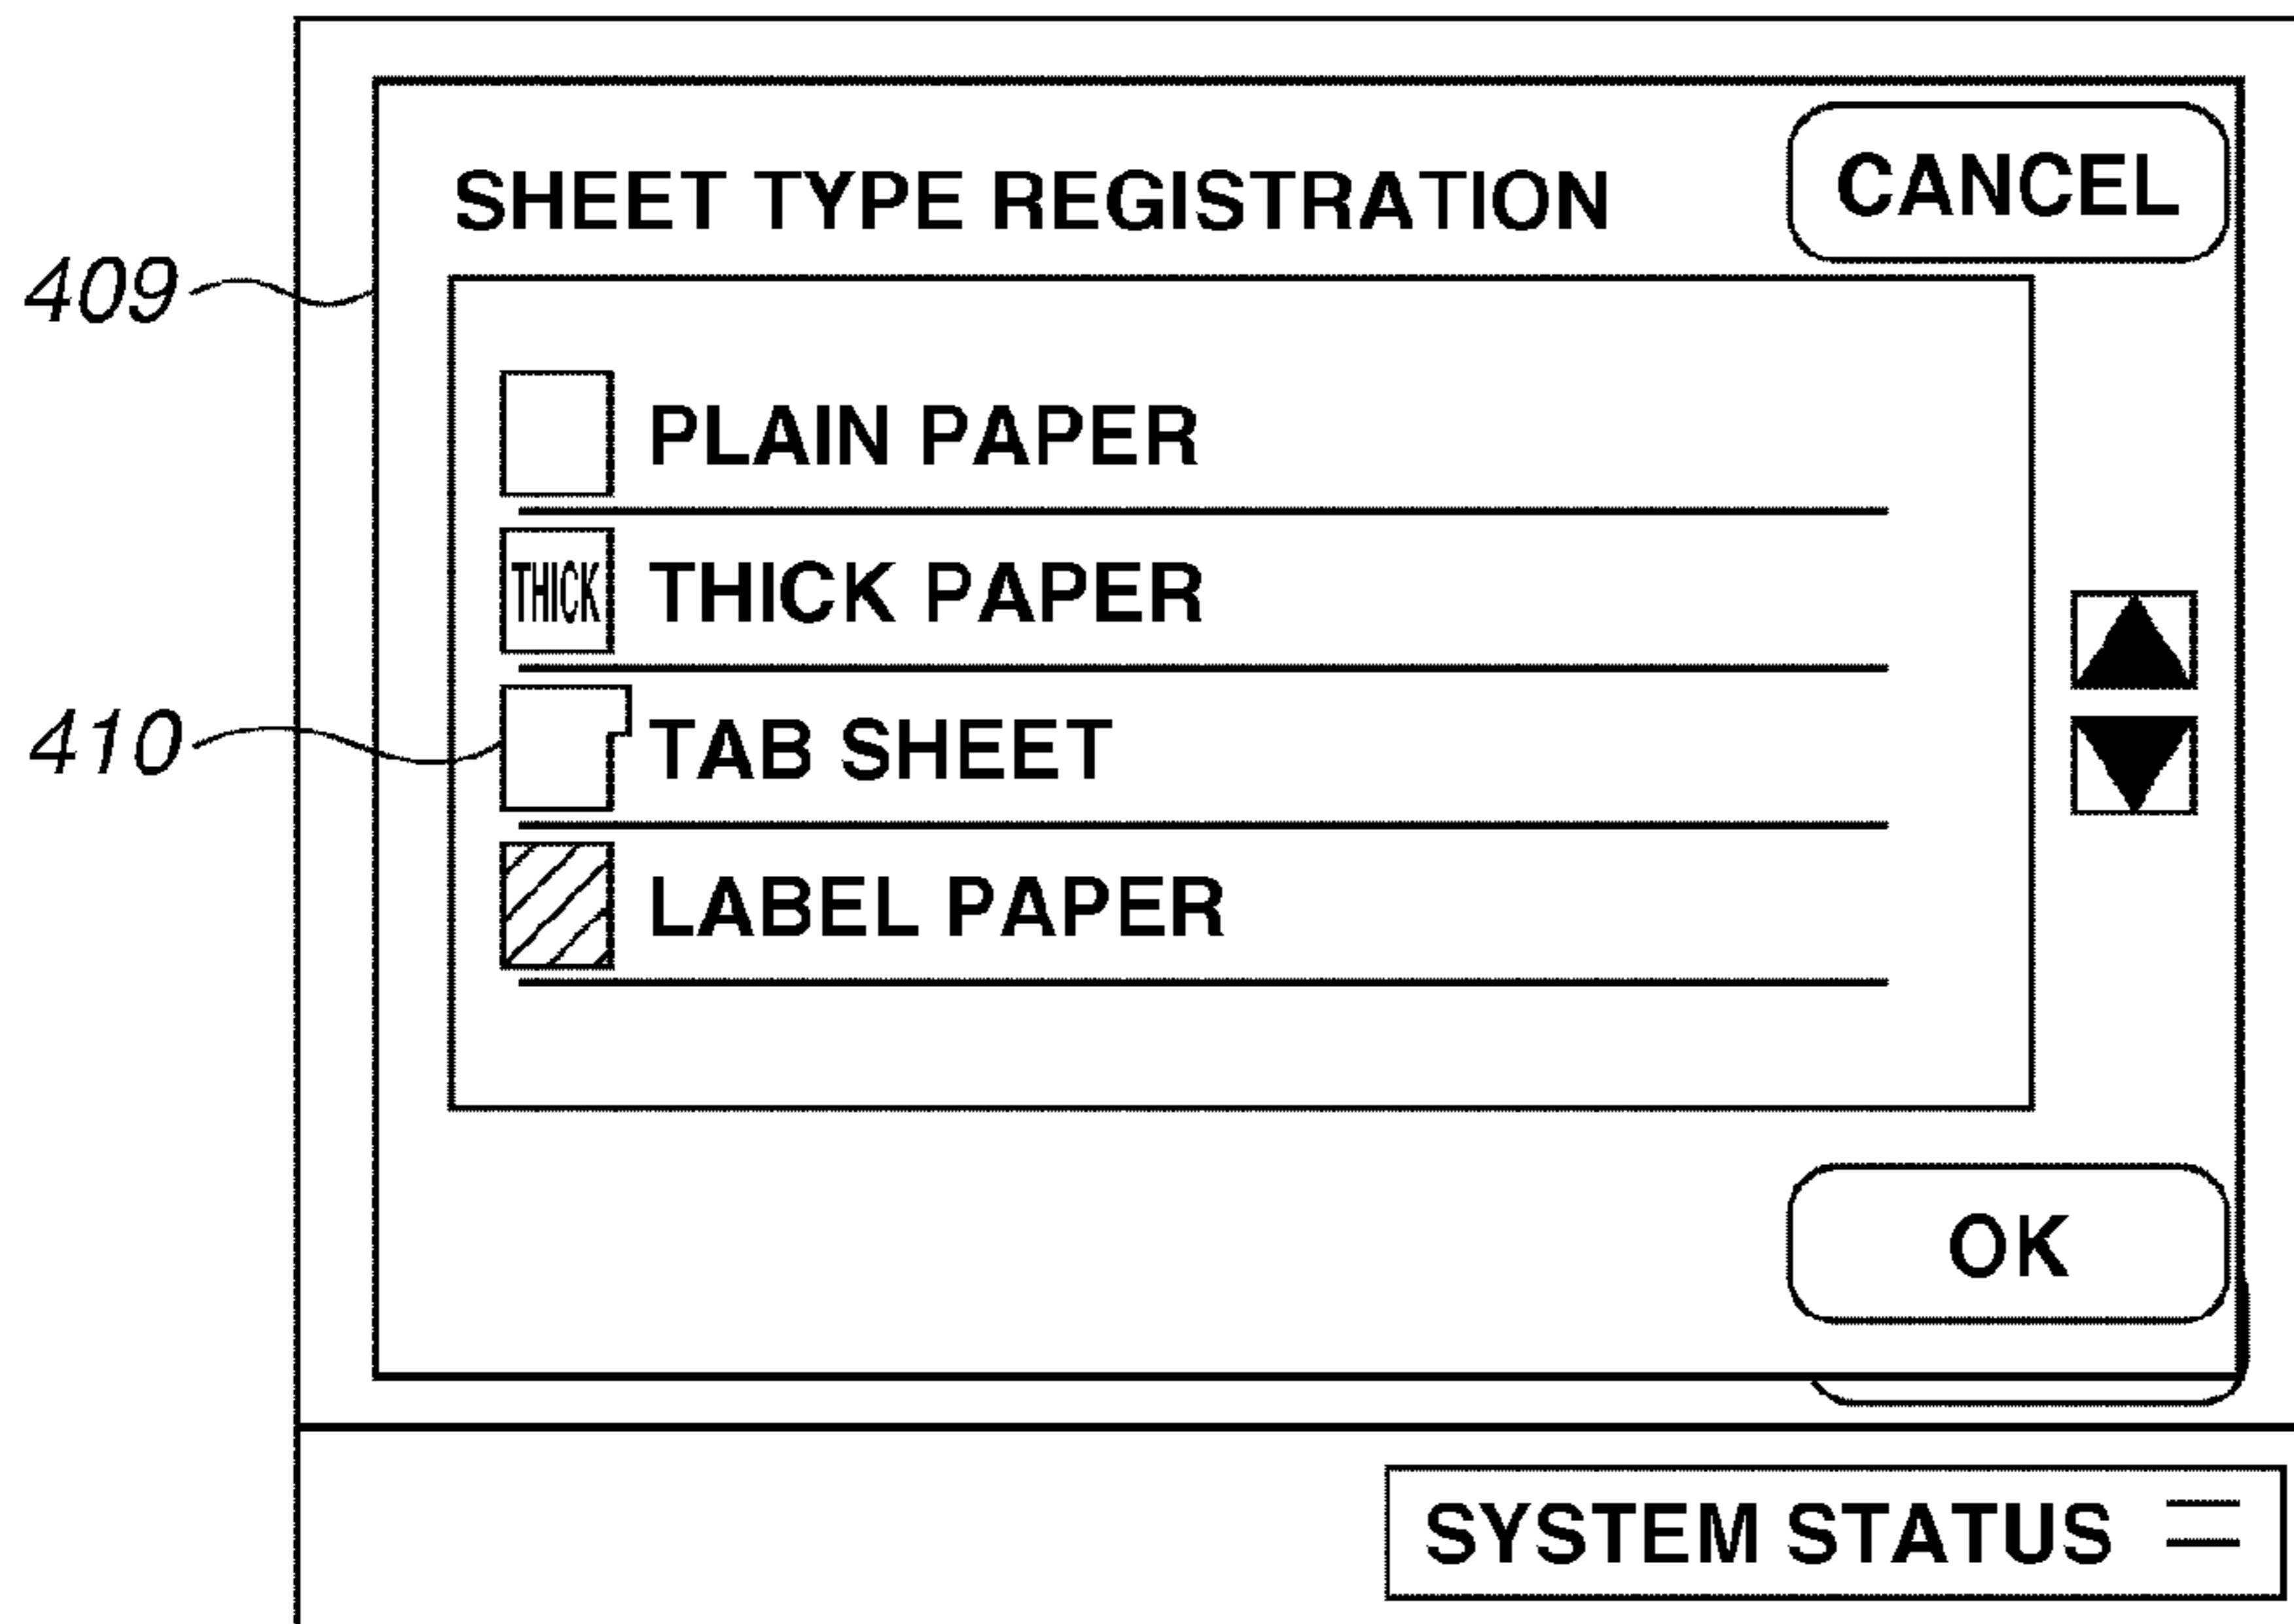 CANCEL
SHEET TYPE REGISTRATION
409
PLAIN PAPER
THICK THICK PAPER
410 TAB SHEET
LABEL PAPER
OK
SYSTEM STATUS